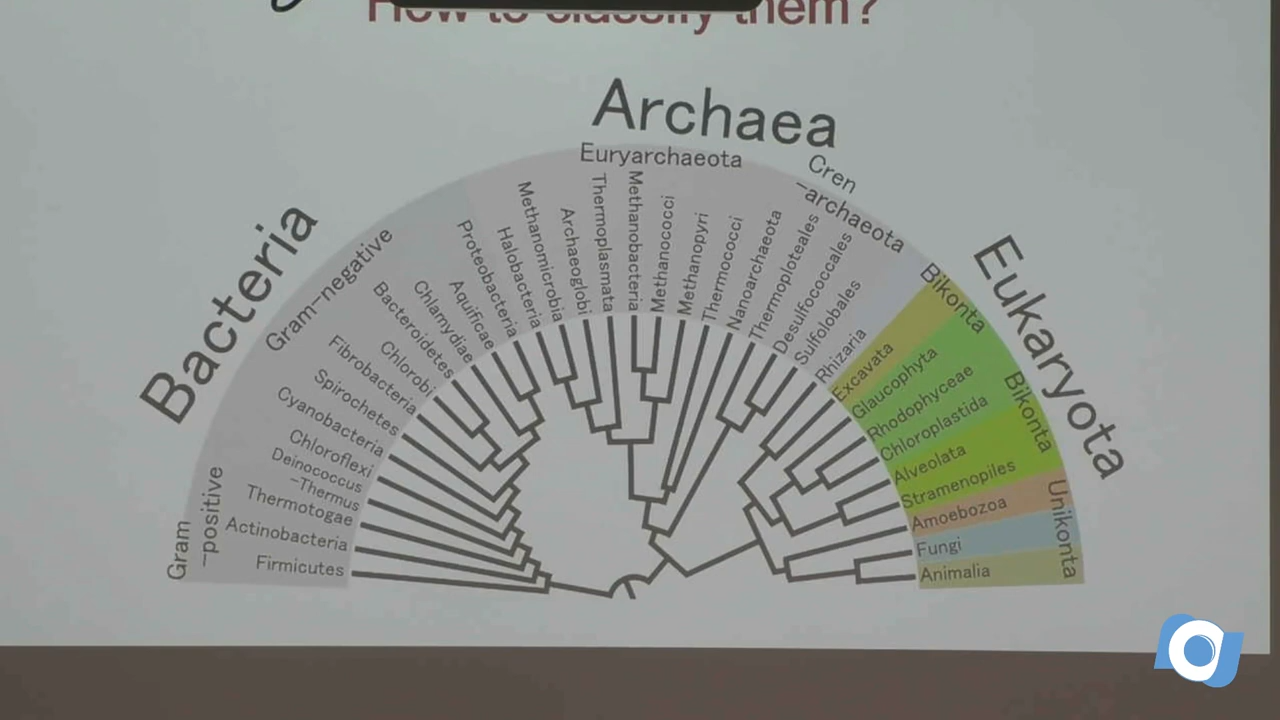 How to classify them?
Archaea
Euryarchaeota
Cren
-archaeota
Bacteria
Gram-negative
Gram
-positive
Eukaryota
Bikonta
Bikonta
Unikonta
Firmicutes
Actinobacteria
Thermotogae
Deinococcus
-Thermus
Chloroflexi
Cyanobacteria
Spirochetes
Fibrobacteria
Chlorobi
Bacteroidetes
Chlamydiae
Aquificae
Proteobacteria
Halobacteria
Methanomicrobia
Archaeoglobi
Thermoplasmata
Methanobacteria
Methanococci
Methanopyri
Thermococci
Nanoarchaeota
Thermoploteales
Desulfococcales
Sulfolobales
Rhizaria
Excavata
Glaucophyta
Rhodophyceae
Chloroplastida
Alveolata
Stramenopiles
Amoebozoa
Fungi
Animalia